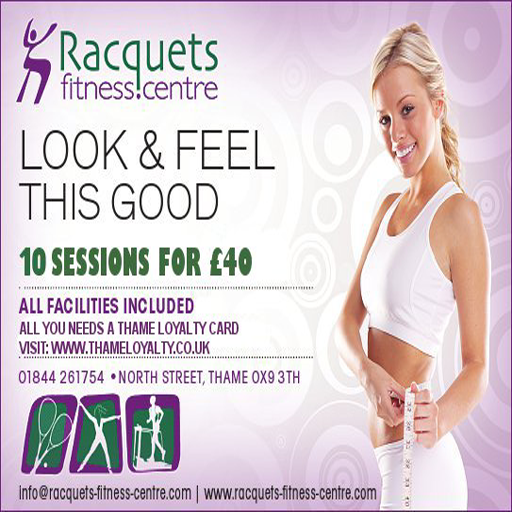 Racquets
fitness centre
LOOK & FEEL
THIS GOOD
10 SESSIONS FOR £40
ALL FACILITIES INCLUDED
ALL YOU NEEDS A THAME LOYALTY CARD
VISIT: WWW.THAMELOYALTY.CO.UK
01844 261754 • NORTH STREET, THAME OX9 3TH
info@racquets-fitness-centre.com | www.racquets-fitness-centre.com